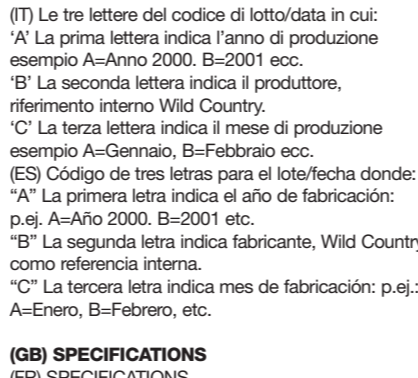 (IT) Le tre lettere del codice di lotto/data in cui:
‘A’ La prima lettera indica l’anno di produzione
esempio A=Anno 2000. B=2001 ecc.
‘B’ La seconda lettera indica il produttore,
riferimento interno Wild Country.
‘C’ La terza lettera indica il mese di produzione
esempio A=Gennaio, B=Febbraio ecc.
(ES) Código de tres letras para el lote/fecha donde:
“A” La primera letra indica el año de fabricación:
p.ej. A=Año 2000. B=2001 etc.
“B” La segunda letra indica fabricante, Wild Country
como referencia interna.
“C” La tercera letra indica mes de fabricación: p.ej.:
A=Enero, B=Febrero, etc.
(GB) SPECIFICATIONS
(FR) SPECIFICATIONS